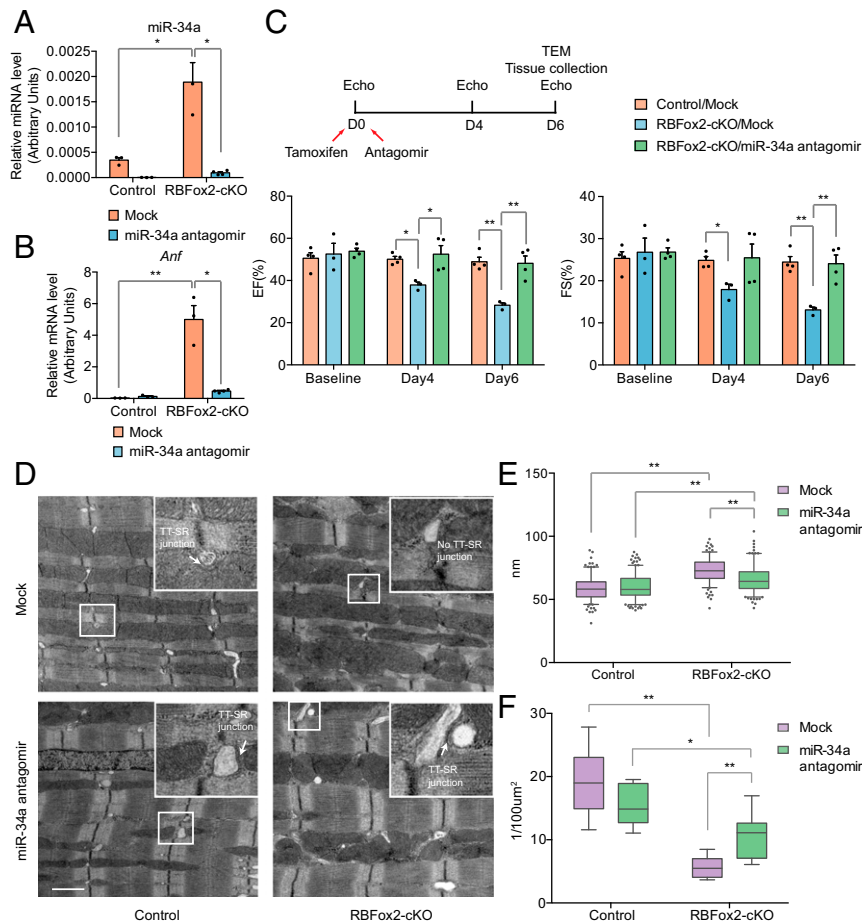 A
miR-34a
Relative miRNA level
(Arbitrary Units)
0.0025
0.0020
0.0015
0.0010
0.0005
0.0000
*
*
Control
RBFox2-cKO
Mock
miR-34a antagomir
B
Anf
Relative mRNA level
(Arbitrary Units)
8
6
4
2
0
**
*
Control
RBFox2-cKO
Mock
miR-34a antagomir
C
TEM
Tissue collection
Echo
Echo
Echo
D0
D4
D6
Tamoxifen
Antagomir
Control/Mock
RBFox2-cKO/Mock
RBFox2-cKO/miR-34a antagomir
EF(%)
80
60
40
20
0
*
*
**
**
Baseline
Day4
Day6
FS(%)
40
30
20
10
0
*
**
**
Baseline
Day4
Day6
D
Mock
miR-34a antagomir
TT-SR
junction
No TT-SR
junction
TT-SR
junction
TT-SR
junction
Control
RBFox2-cKO
E
nm
150
100
50
0
**
**
**
Mock
miR-34a
antagomir
Control
RBFox2-cKO
F
1/100um²
30
20
10
0
**
*
**
Mock
miR-34a
antagomir
Control
RBFox2-cKO